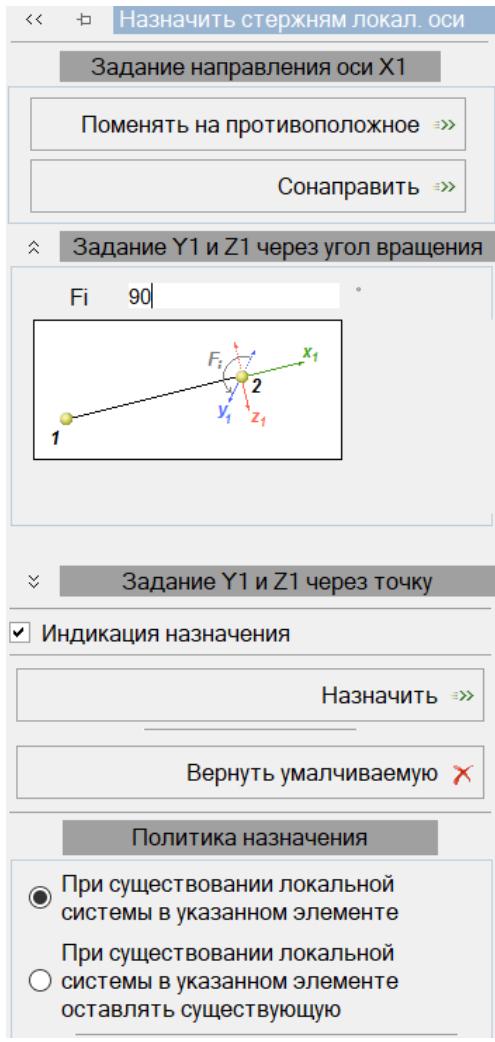 <<
Назначить стержням локал. оси
Задание направления оси X1
Поменять на противоположное
Сонаправить
Задание Y1 и Z1 через угол вращения
Fi 90 °
Fi
x1
2
y1
z1
1
Задание Y1 и Z1 через точку
Индикация назначения
Назначить
Вернуть умалчиваемую
Политика назначения
При существовании локальной
системы в указанном элементе
При существовании локальной
системы в указанном элементе
оставлять существующую